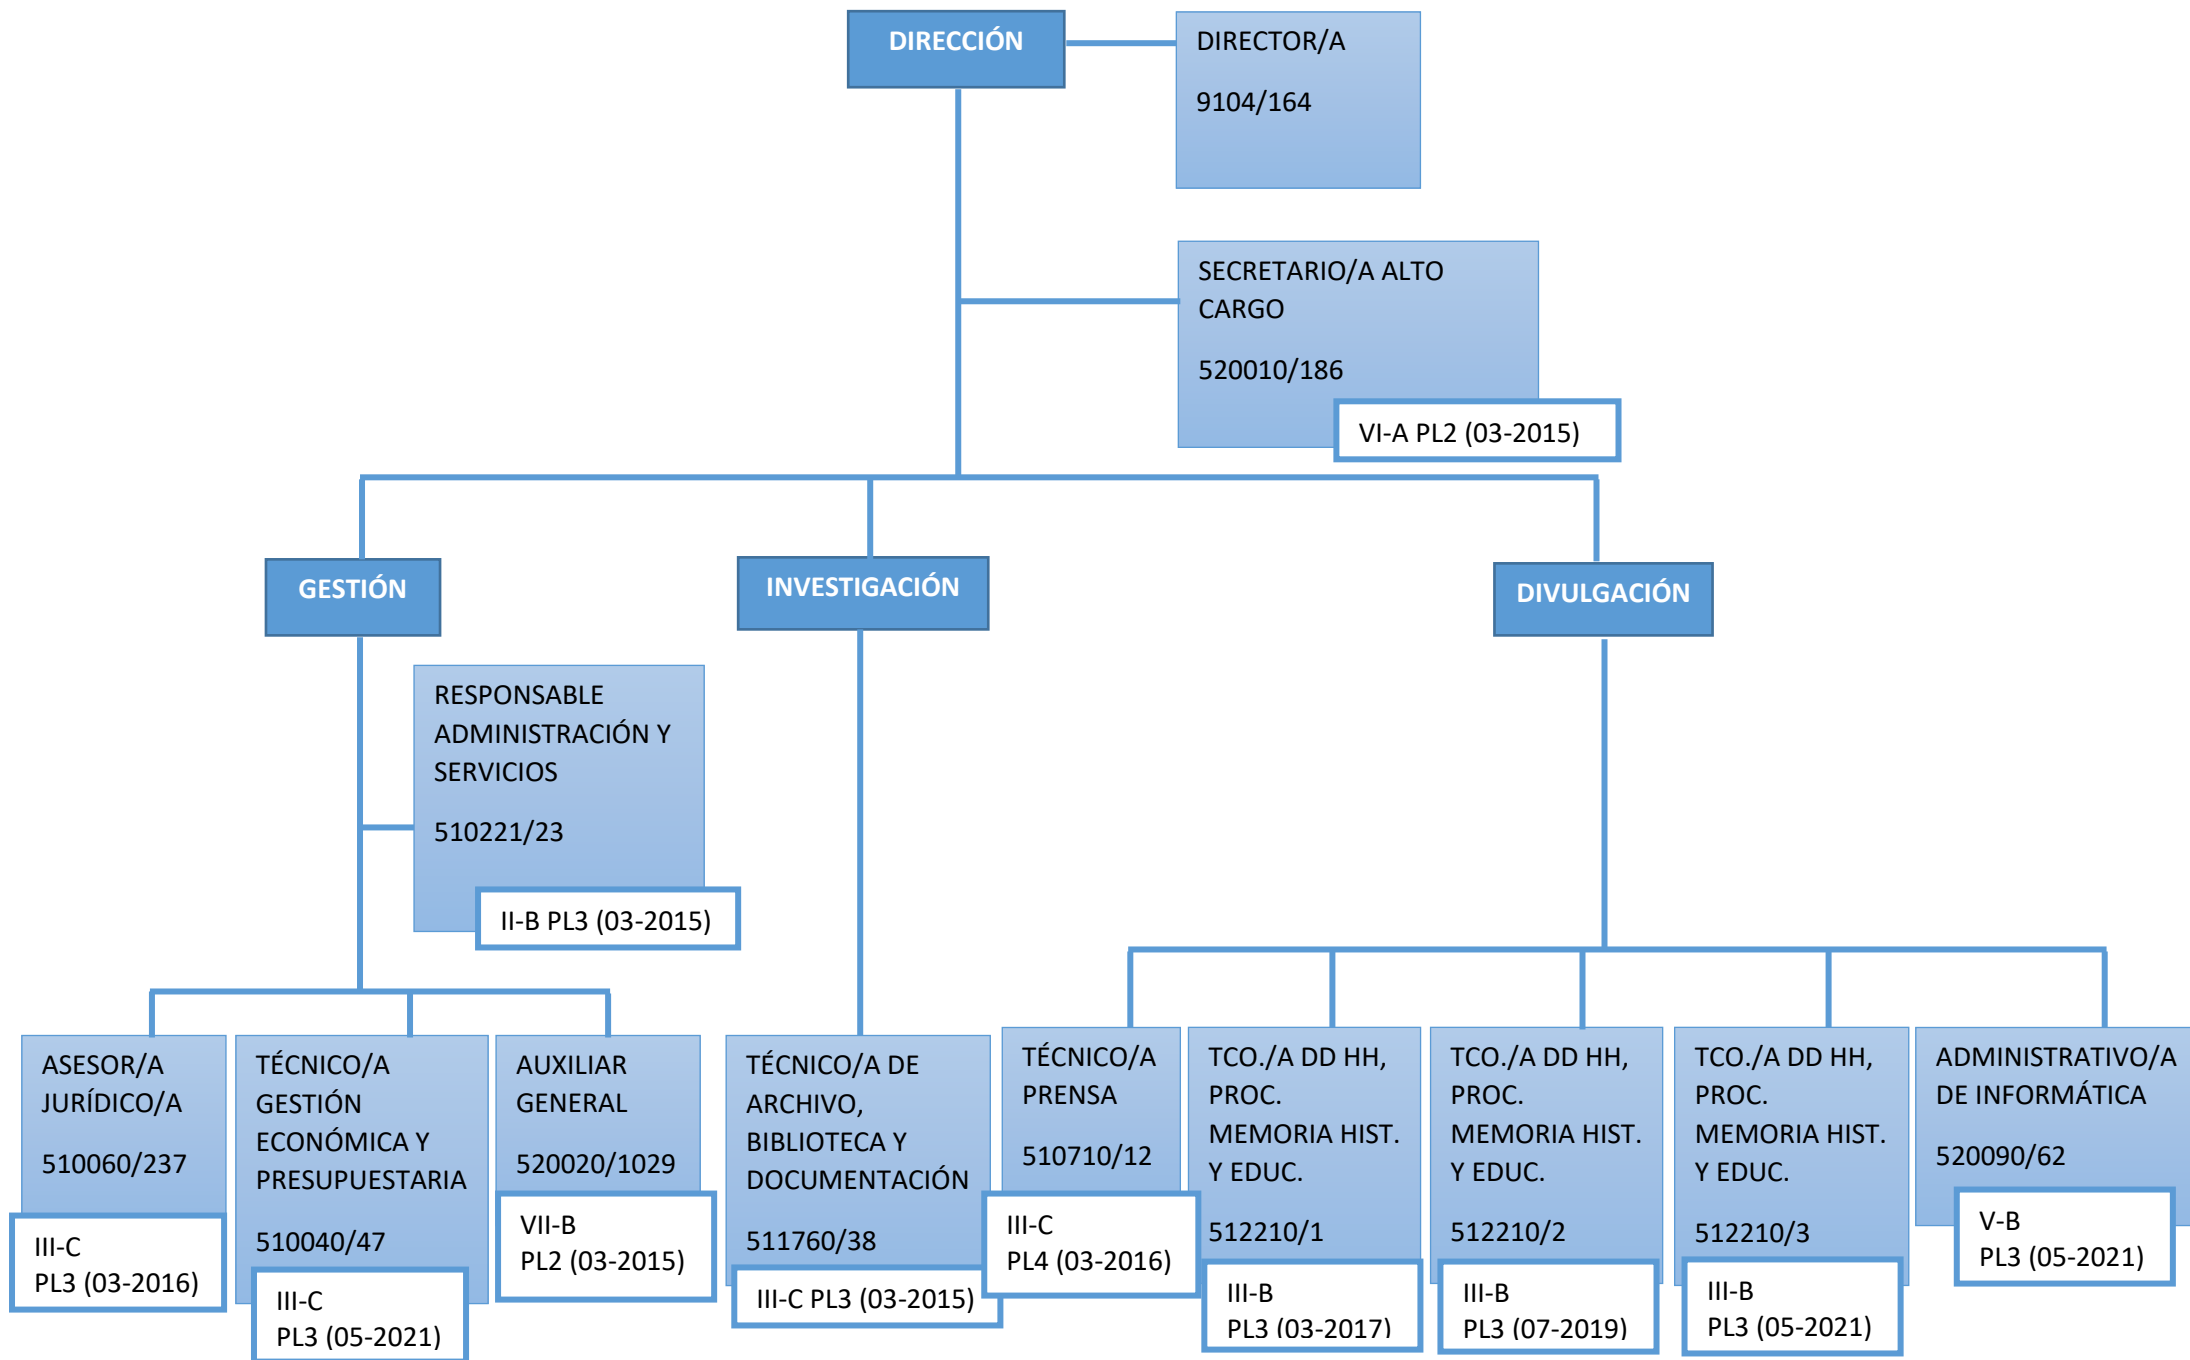 DIRECCIÓN
DIRECTOR/A
9104/164
SECRETARIO/A ALTO
CARGO
520010/186
VI-A PL2 (03-2015)
GESTIÓN
INVESTIGACIÓN
DIVULGACIÓN
RESPONSABLE
ADMINISTRACIÓN Y
SERVICIOS
510221/23
II-B PL3 (03-2015)
ASESOR/A
JURÍDICO/A
510060/237
III-C
PL3 (03-2016)
TÉCNICO/A
GESTIÓN
ECONÓMICA Y
PRESUPUESTARIA
510040/47
III-C
PL3 (05-2021)
AUXILIAR
GENERAL
520020/1029
VII-B
PL2 (03-2015)
TÉCNICO/A DE
ARCHIVO,
BIBLIOTECA Y
DOCUMENTACIÓN
511760/38
III-C PL3 (03-2015)
TÉCNICO/A
PRENSA
510710/12
III-C
PL4 (03-2016)
TCO./A DD HH,
PROC.
MEMORIA HIST.
Y EDUC.
512210/1
III-B
PL3 (03-2017)
TCO./A DD HH,
PROC.
MEMORIA HIST.
Y EDUC.
512210/2
III-B
PL3 (07-2019)
TCO./A DD HH,
PROC.
MEMORIA HIST.
Y EDUC.
512210/3
III-B
PL3 (05-2021)
ADMINISTRATIVO/A
DE INFORMÁTICA
520090/62
V-B
PL3 (05-2021)